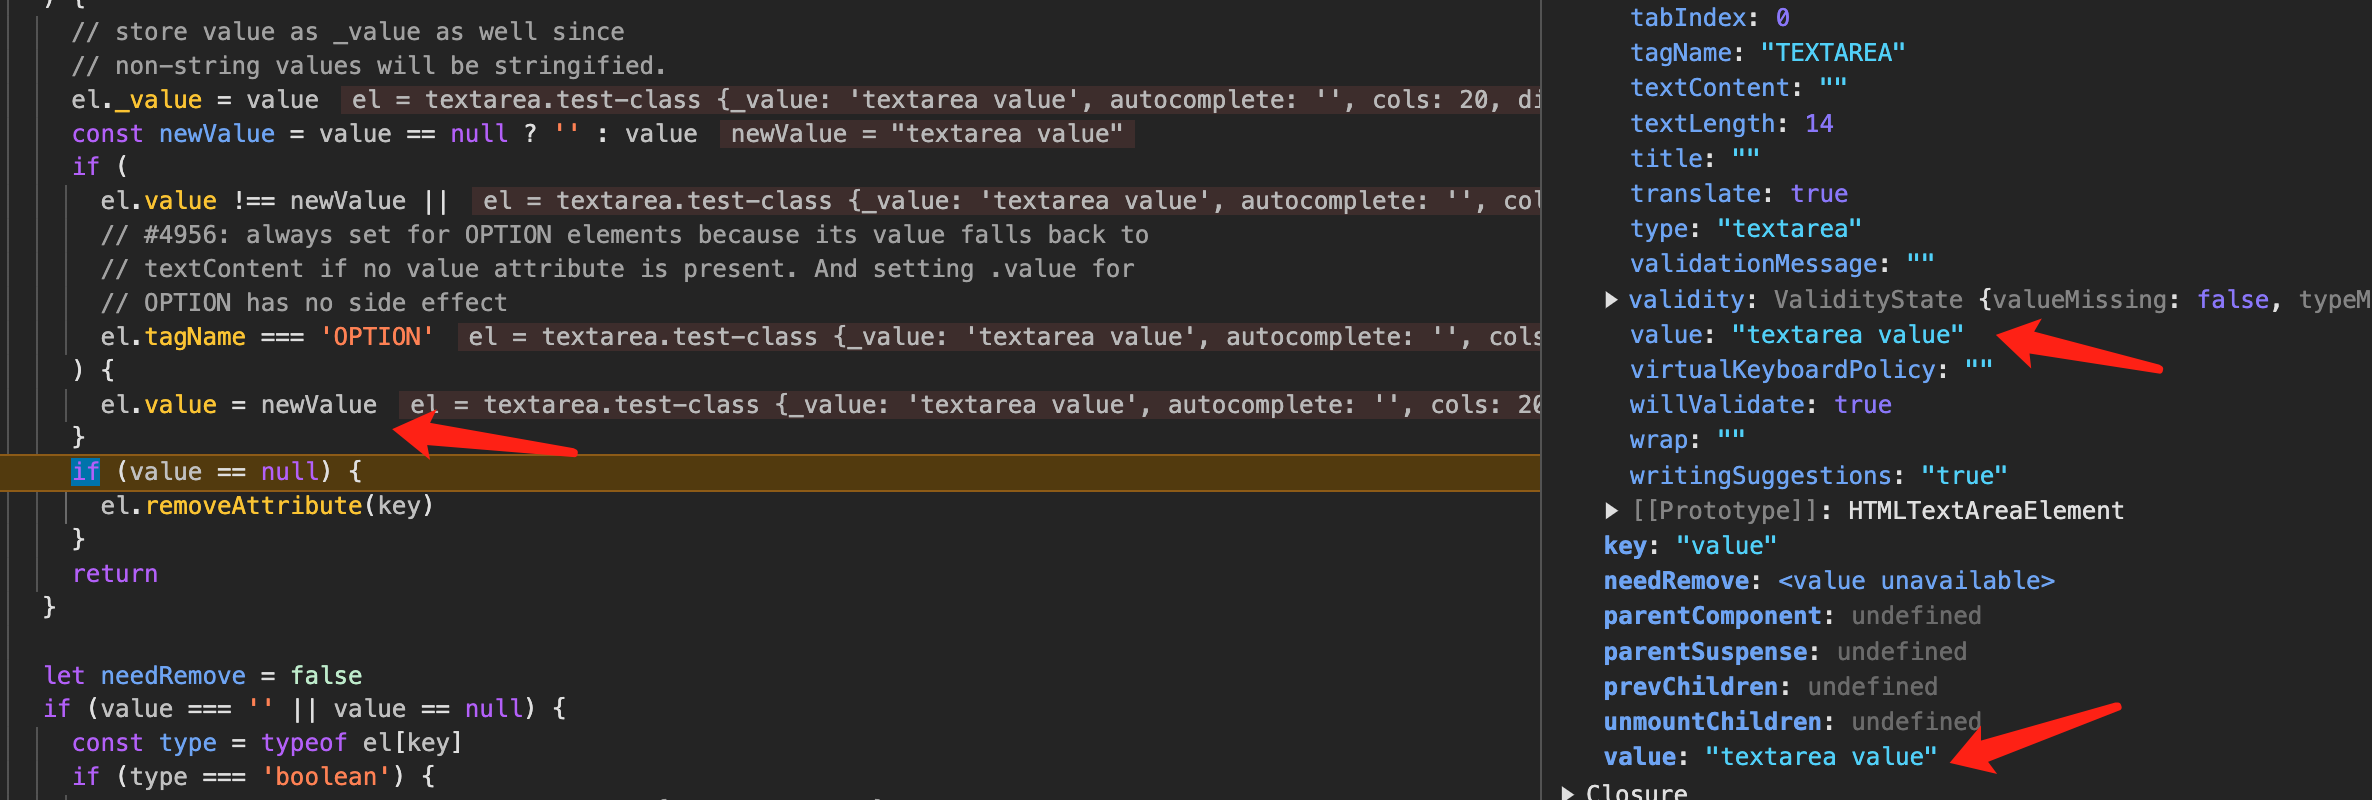 ) {
// store value as _value as well since
// non-string values will be stringified.
el._value = value el = textarea.test-class {_value: 'textarea value', autocomplete: '', cols: 20, di
const newValue = value == null ? '' : value newValue = "textarea value"
if (
el.value !== newValue || el = textarea.test-class {_value: 'textarea value', autocomplete: '', col
// #4956: always set for OPTION elements because its value falls back to
// textContent if no value attribute is present. And setting .value for
// OPTION has no side effect
el.tagName === 'OPTION' el = textarea.test-class {_value: 'textarea value', autocomplete: '', cols
) {
el.value = newValue el = textarea.test-class {_value: 'textarea value', autocomplete: '', cols: 20
}
if (value == null) {
el.removeAttribute(key)
}
return
}
let needRemove = false
if (value === '' || value == null) {
const type = typeof el[key]
if (type === 'boolean') {
tabIndex: 0
tagName: "TEXTAREA"
textContent: ""
textLength: 14
title: ""
translate: true
type: "textarea"
validationMessage: ""
validity: ValidityState {valueMissing: false, typeM
value: "textarea value"
virtualKeyboardPolicy: ""
willValidate: true
wrap: ""
writingSuggestions: "true"
[[Prototype]]: HTMLTextAreaElement
key: "value"
needRemove: <value unavailable>
parentComponent: undefined
parentSuspense: undefined
prevChildren: undefined
unmountChildren: undefined
value: "textarea value"
Closure